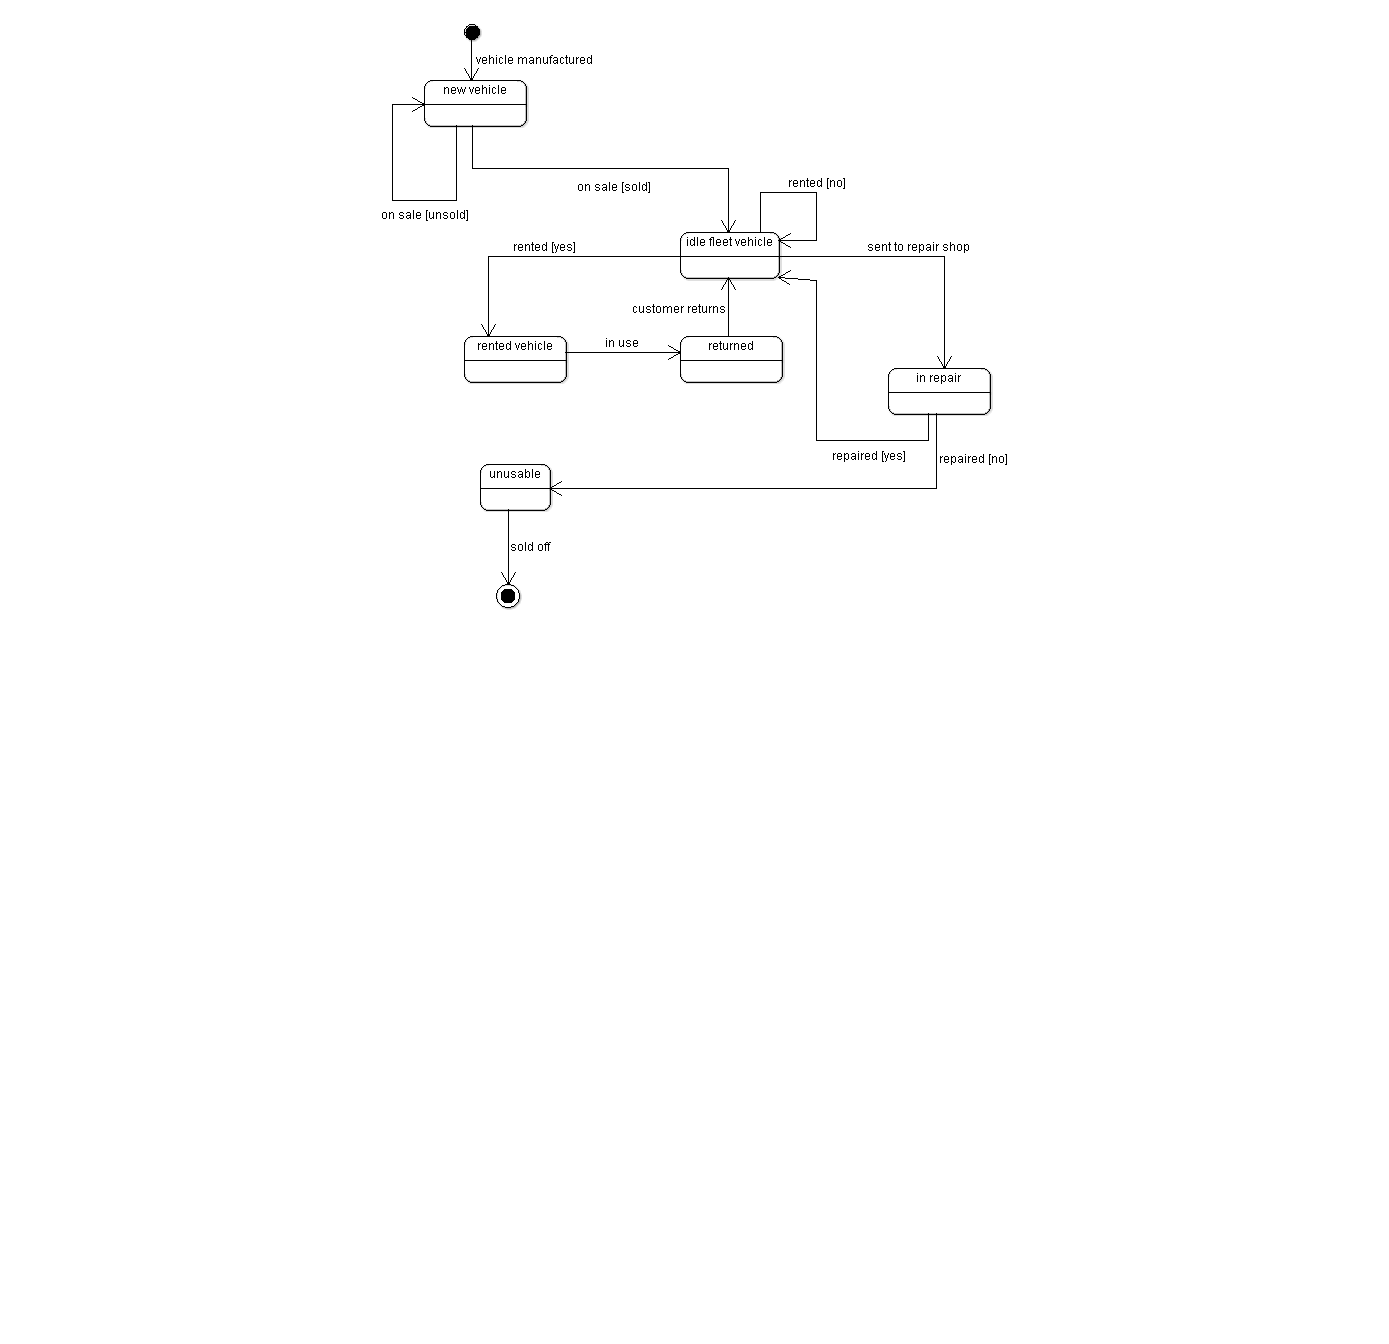 vehicle manufactured
new vehicle
on sale [sold]
on sale [unsold]
rented [no]
idle fleet vehicle
rented [yes]
sent to repair shop
customer returns
rented vehicle
in use
returned
in repair
repaired [yes]
repaired [no]
unusable
sold off